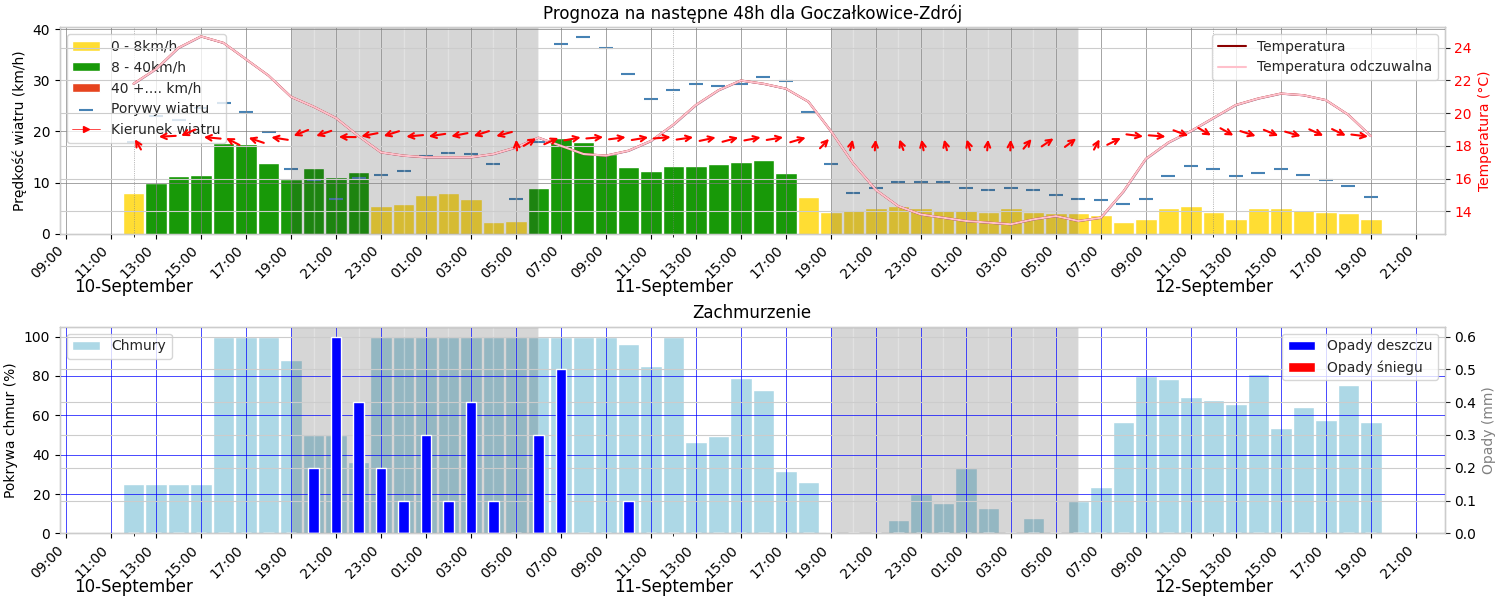 Prognoza na następne 48h dla Goczałkowice-Zdrój
Prędkość wiatru (km/h)
40
30
20
10
0
0 - 8km/h
8 - 40km/h
40 +.... km/h
Porywy wiatru
Kierunek wiatru
Temperatura
Temperatura odczuwalna
24
22
20
18
16
14
Temperatura (°C)
09:00 11:00 13:00 15:00 17:00 19:00 21:00 23:00 01:00 03:00 05:00 07:00 09:00 11:00 13:00 15:00 17:00 19:00 21:00 23:00 01:00 03:00 05:00 07:00 09:00 11:00 13:00 15:00 17:00 19:00 21:00
10-September 11-September 12-September
Zachmurzenie
Pokrywa chmur (%)
100
80
60
40
20
0
Chmury
Opady deszczu
Opady śniegu
0.6
0.5
0.4
0.3
0.2
0.1
0.0
Opady (mm)
09:00 11:00 13:00 15:00 17:00 19:00 21:00 23:00 01:00 03:00 05:00 07:00 09:00 11:00 13:00 15:00 17:00 19:00 21:00 23:00 01:00 03:00 05:00 07:00 09:00 11:00 13:00 15:00 17:00 19:00 21:00
10-September 11-September 12-September